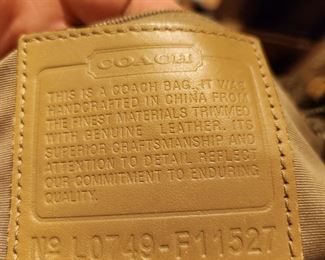 COACH
THIS IS A COACH BAG. IT WAS
HANDCRAFTED IN CHINA FROM
THE FINEST MATERIALS TRIMMED
WITH GENUINE LEATHER. ITS
SUPERIOR CRAFTSMANSHIP AND
ATTENTION TO DETAIL REFLECT
OUR COMMITMENT TO ENDURING
QUALITY.
Nº L0749-F11527